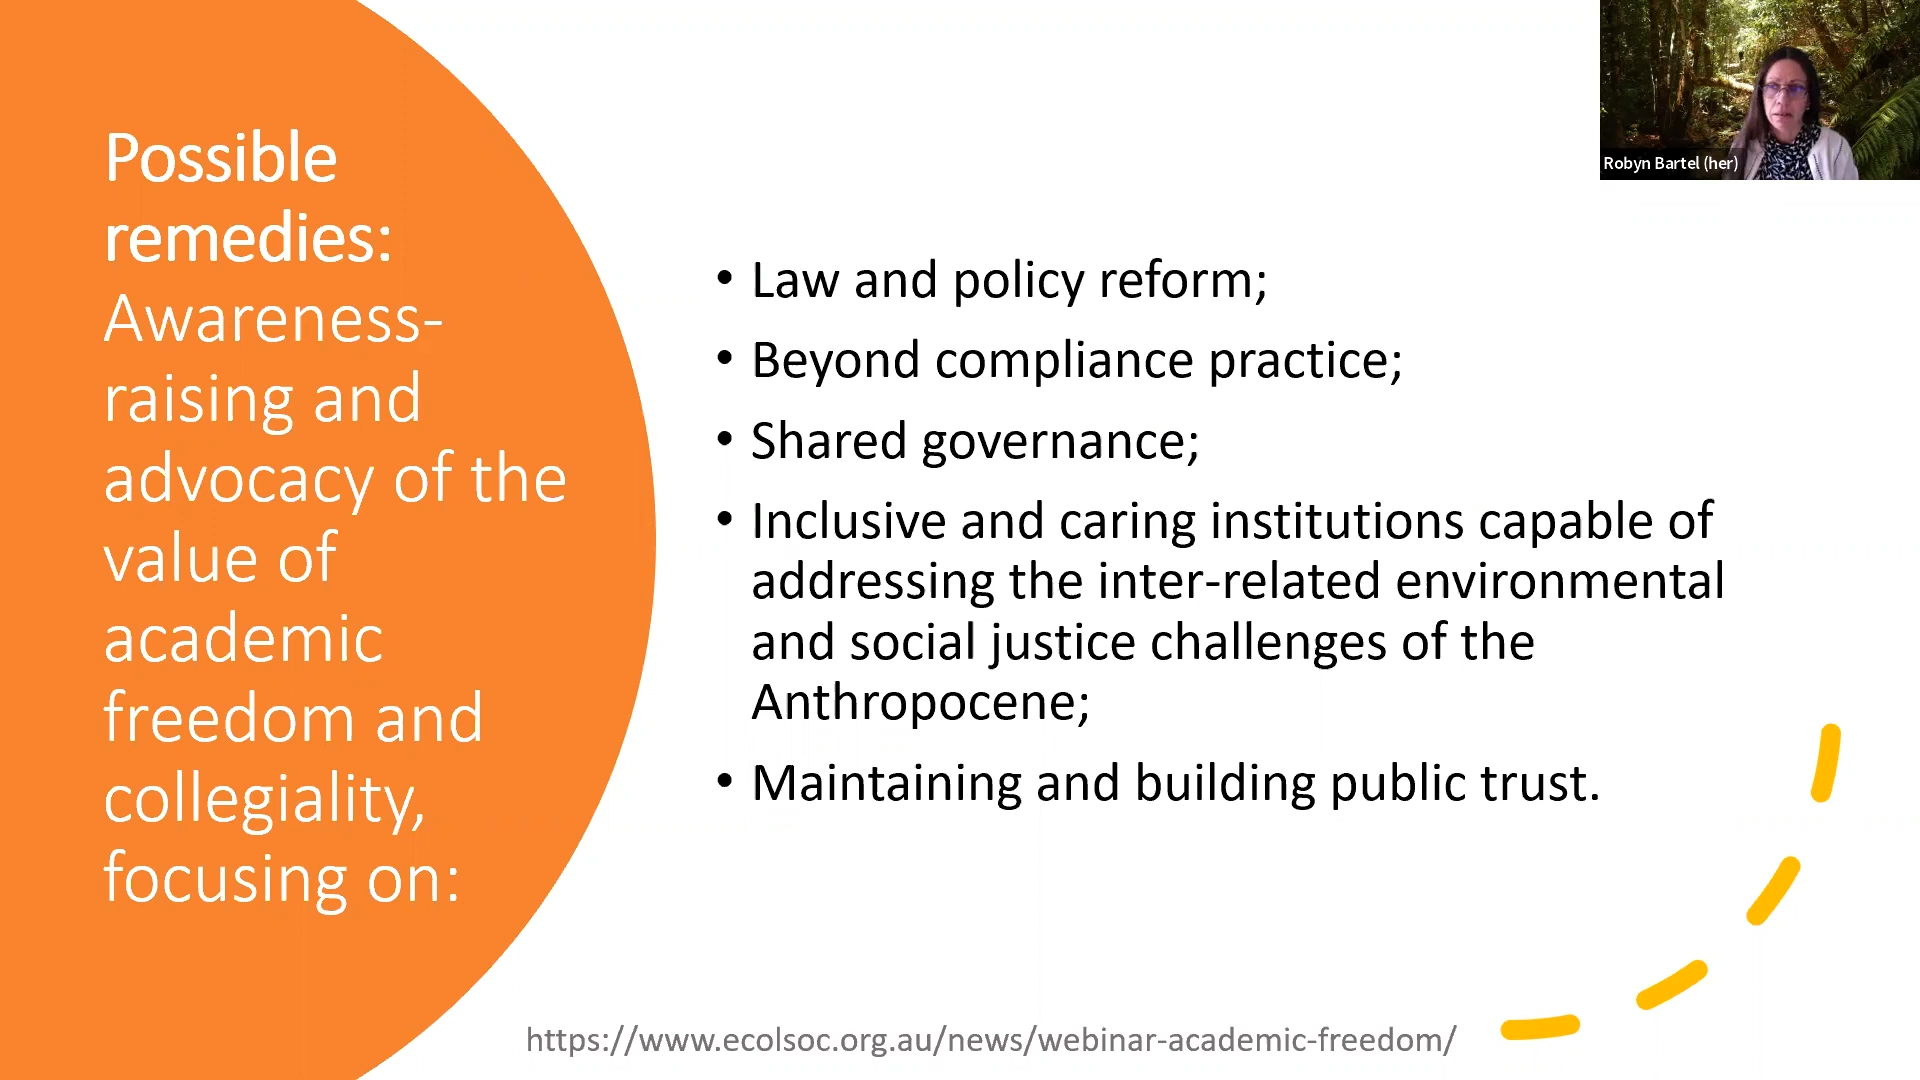 Possible
remedies:
Awareness-
raising and
advocacy of the
value of
academic
freedom and
collegiality,
focusing on:
• Law and policy reform;
• Beyond compliance practice;
• Shared governance;
• Inclusive and caring institutions capable of
addressing the inter-related environmental
and social justice challenges of the
Anthropocene;
• Maintaining and building public trust.
https://www.ecolsoc.org.au/news/webinar-academic-freedom/
Robyn Bartel (her)